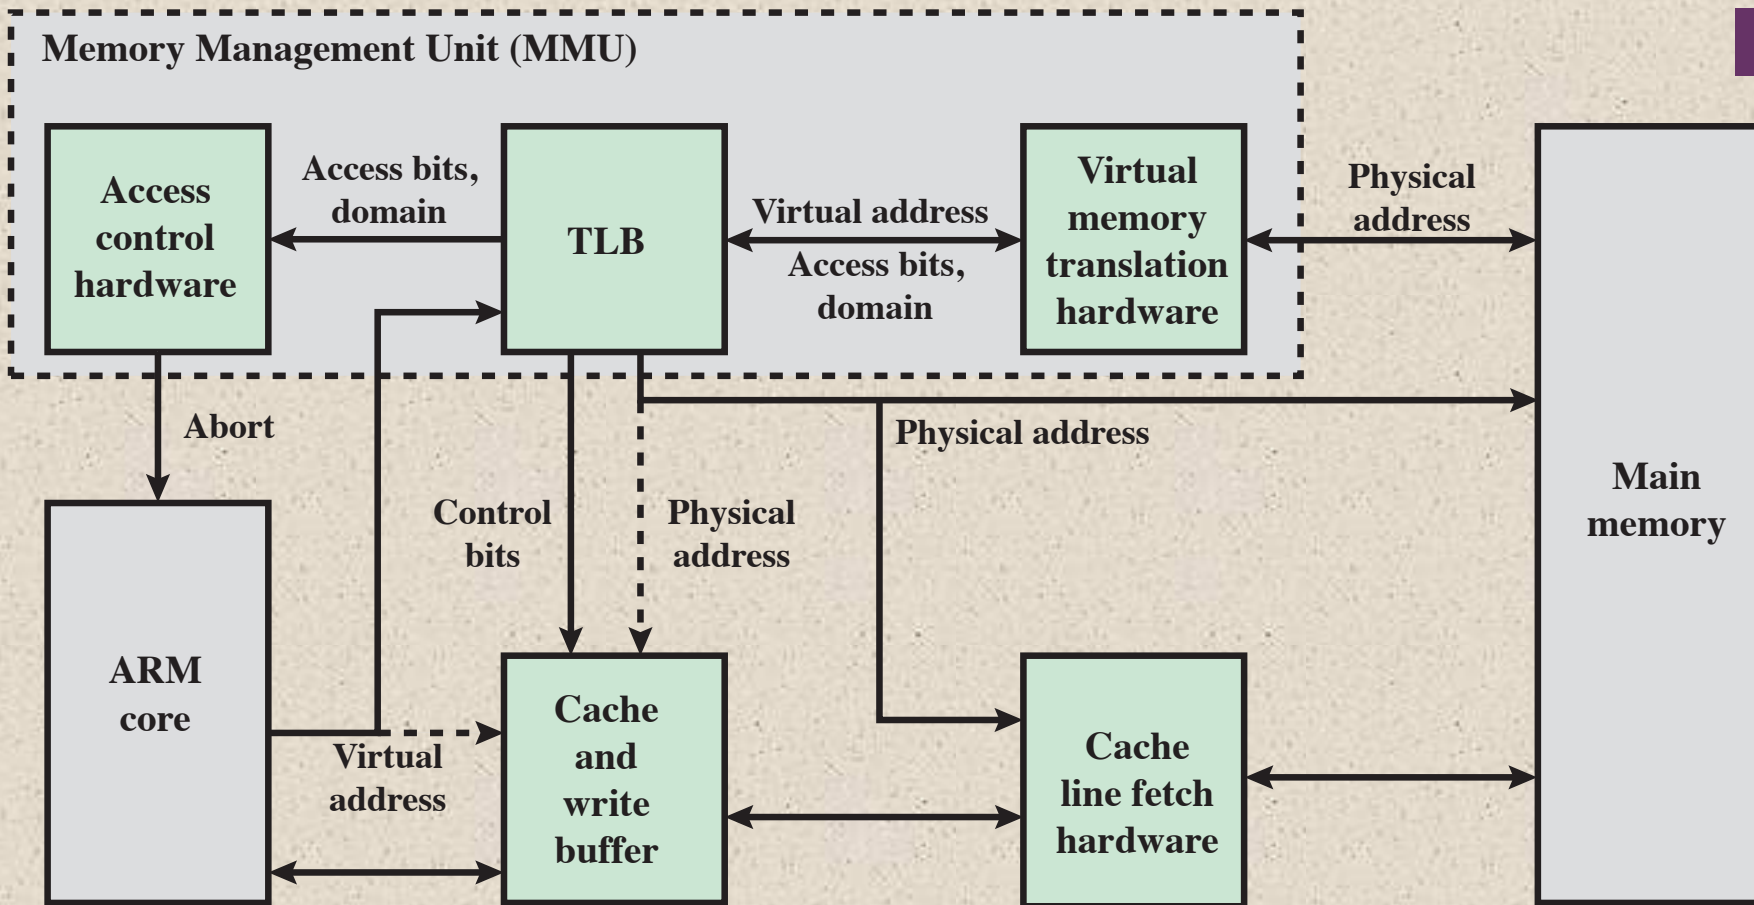 Memory Management Unit (MMU)
Access
control
hardware
Access bits,
domain
TLB
Virtual address
Access bits,
domain
Virtual
memory
translation
hardware
Physical
address
Abort
Control
bits
Physical
address
Physical address
Main
memory
ARM
core
Virtual
address
Cache
and
write
buffer
Cache
line fetch
hardware